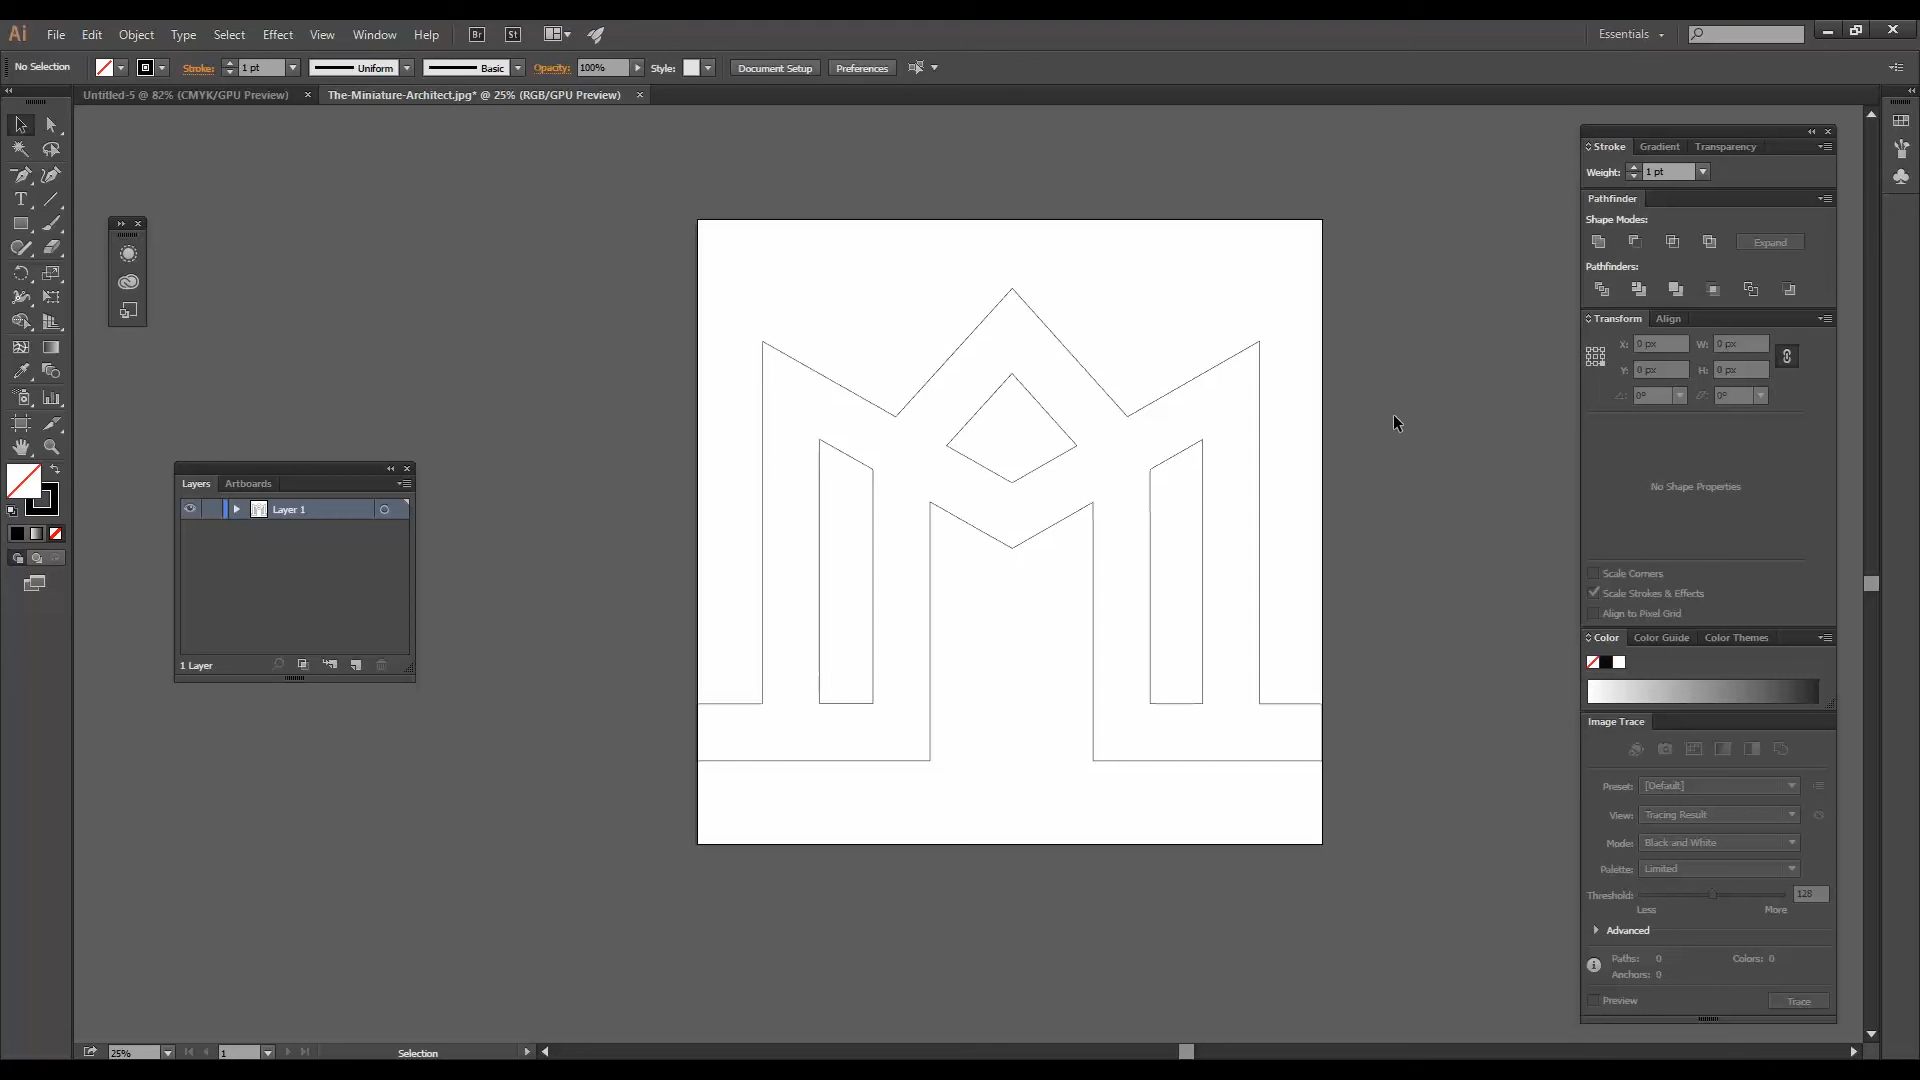 Ai File Edit Object Type Select Effect View Window Help Br St Essentials
No Selection Stroke: 1 pt Uniform Basic Opacity: 100% Style: Document Setup Preferences
Untitled-5 @ 82% (CMYK/GPU Preview) × The-Miniature-Architect.jpg* @ 25% (RGB/GPU Preview) ×
Stroke Gradient Transparency
Weight: 1 pt
Pathfinder
Shape Modes:
Expand
Pathfinders:
Transform Align
X: 0 px W: 0 px
Y: 0 px H: 0 px
0° 0°
No Shape Properties
Scale Corners
Scale Strokes & Effects
Align to Pixel Grid
Color Color Guide Color Themes
Image Trace
Preset: [Default]
View: Tracing Result
Mode: Black and White
Palette: Limited
Threshold: 128
Less More
Advanced
Paths: 0 Colors: 0
Anchors: 0
Preview Trace
Layers Artboards
Layer 1
1 Layer
25% 1 Selection